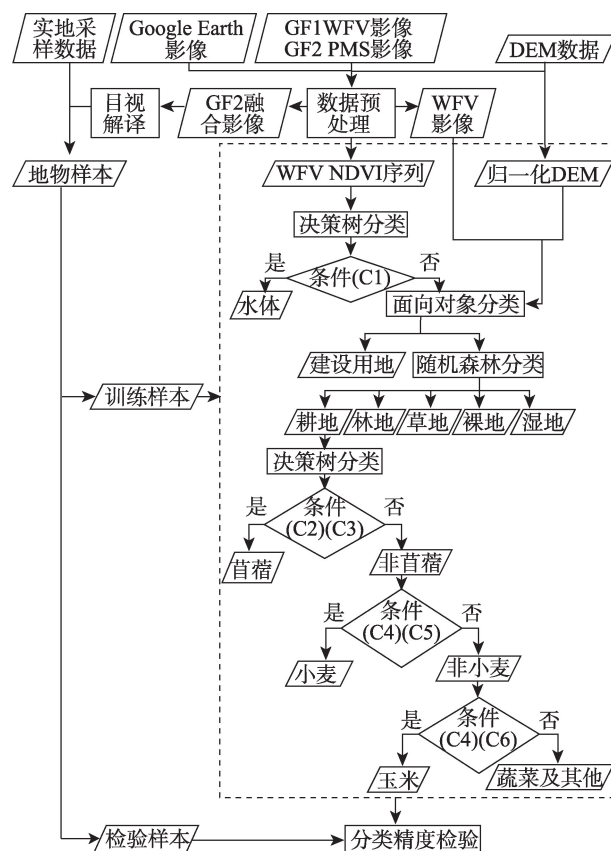 实地采
样数据
Google Earth
影像
GF1WFV影像
GF2 PMS影像
DEM数据
目视
解译
GF2融
合影像
数据预
处理
WFV
影像
地物样本
WFV NDVI序列
归一化DEM
决策树分类
是
条件(C1)
否
水体
面向对象分类
建设用地
随机森林分类
训练样本
耕地
林地
草地
裸地
湿地
决策树分类
是
条件
(C2)(C3)
否
苜蓿
非苜蓿
是
条件
(C4)(C5)
否
小麦
非小麦
是
条件
(C4)(C6)
否
玉米
蔬菜及其他
检验样本
分类精度检验